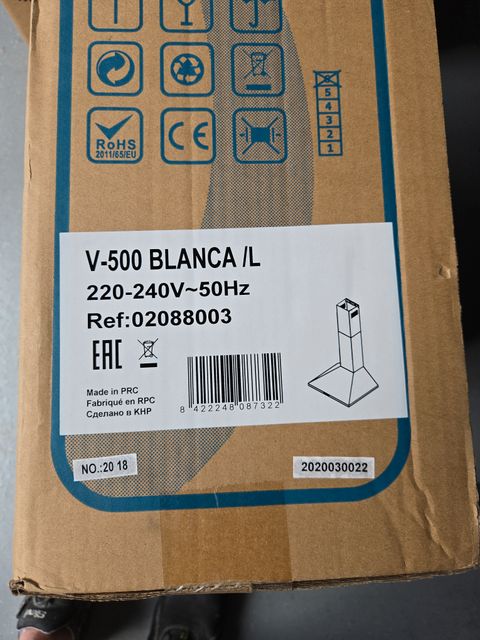 6
5
4
3
2
1
RoHS
2011/65/EU
CE
V-500 BLANCA /L
220-240V~50Hz
Ref:02088003
EAC
Made in PRC
Fabriqué en RPC
Сделано в КНР
8 422248 087322
NO.:20 18
2020030022